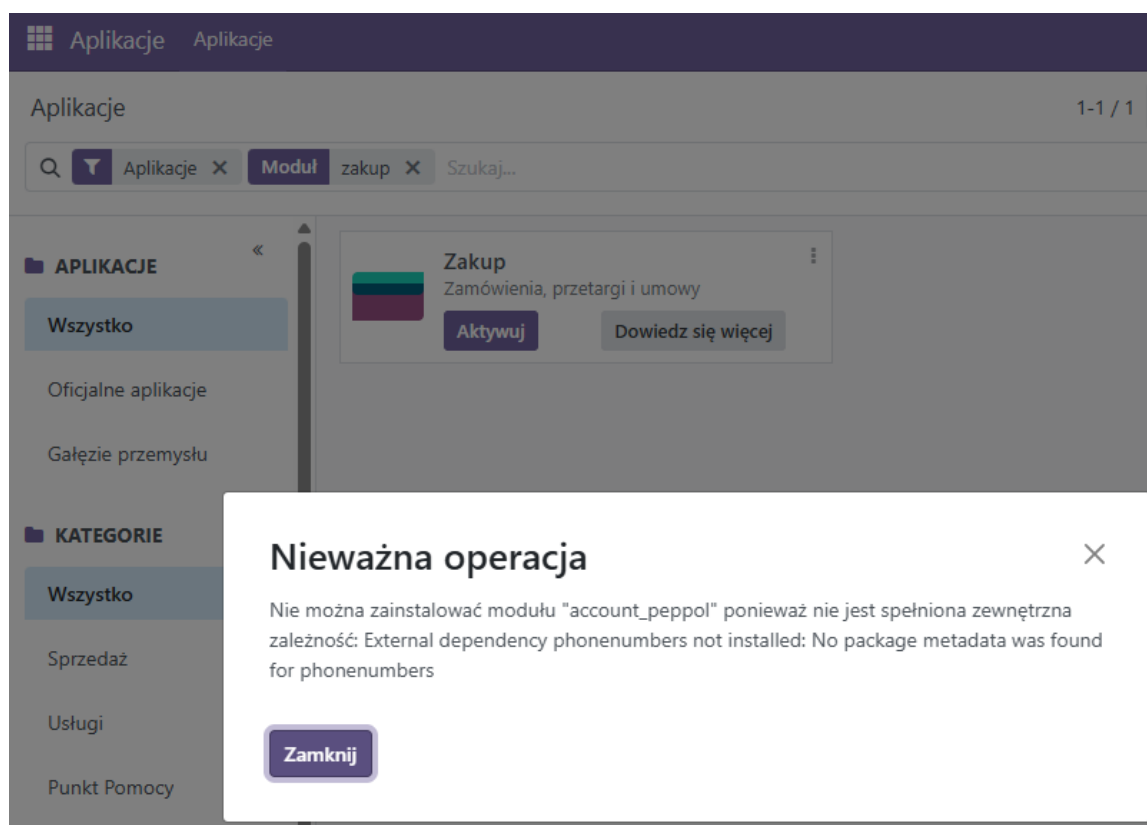 Aplikacje Aplikacje
Aplikacje 1-1 / 1
Aplikacje Moduł zakup Szukaj...
APLIKACJE
Wszystko
Oficjalne aplikacje
Gałęzie przemysłu
KATEGORIE
Wszystko
Sprzedaż
Usługi
Punkt Pomocy
Zakup
Zamówienia, przetargi i umowy
Aktywuj Dowiedz się więcej
Nieważna operacja
Nie można zainstalować modułu "account_peppol" ponieważ nie jest spełniona zewnętrzna
zależność: External dependency phonenumbers not installed: No package metadata was found
for phonenumbers
Zamknij